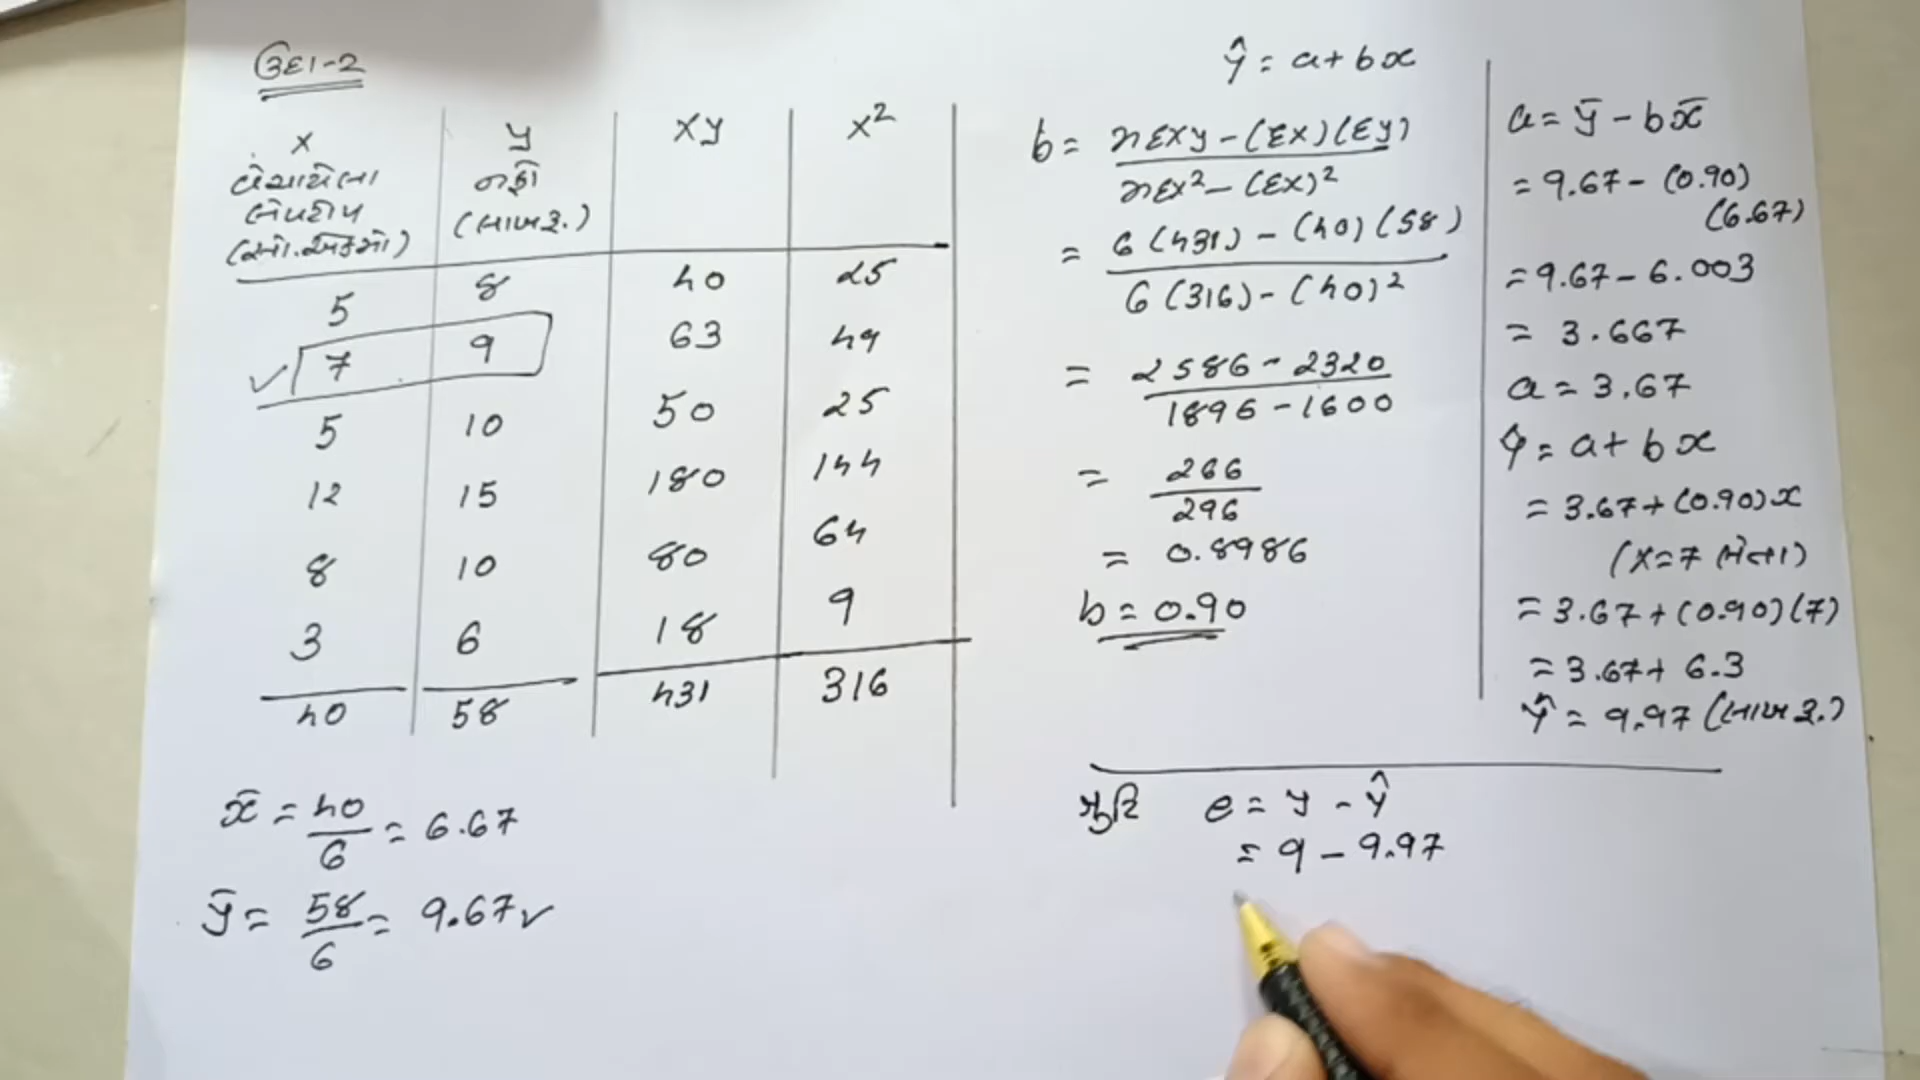 ઉદા-2
x y xy x²
વેચાયેલા નફો
લેપટોપ (લાખ રૂ.)
(સો. એકમો)
5 8 40 25
✓ 7 9 63 49
5 10 50 25
12 15 180 144
8 10 80 64
3 6 18 9
40 58 431 316
x̄ = 40/6 = 6.67
ȳ = 58/6 = 9.67 ✓
ŷ = a + bx
b = nΣxy - (Σx)(Σy) / nΣx² - (Σx)²
= 6(431) - (40)(58) / 6(316) - (40)²
= 2586 - 2320 / 1896 - 1600
= 266 / 296
= 0.8986
b = 0.90
a = ȳ - bx̄
= 9.67 - (0.90)
(6.67)
= 9.67 - 6.003
= 3.667
a = 3.67
ŷ = a + bx
= 3.67 + (0.90)x
(x = 7 લેતા)
= 3.67 + (0.90)(7)
= 3.67 + 6.3
ŷ = 9.97 (લાખ રૂ.)
ત્રુટિ e = y - ŷ
= 9 - 9.97